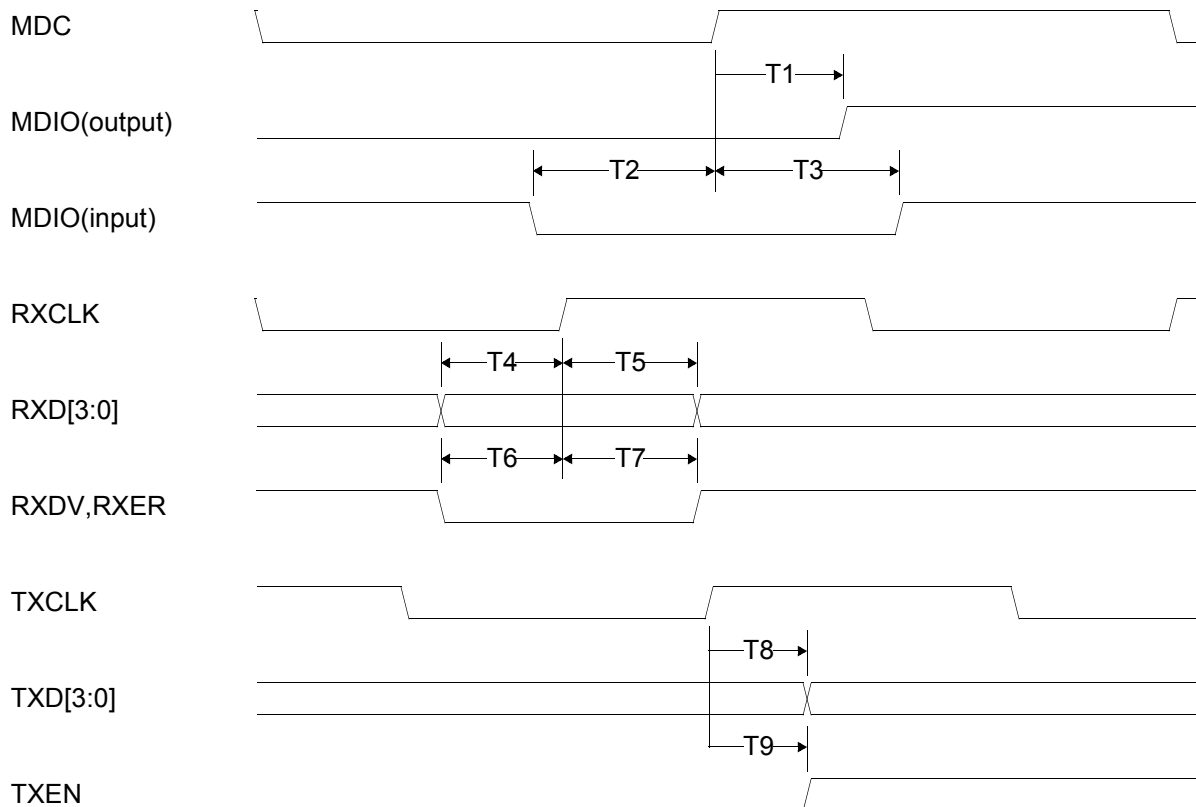 MDC
T1
MDIO(output)
T2 T3
MDIO(input)
RXCLK
T4 T5
RXD[3:0]
T6 T7
RXDV,RXER
TXCLK
T8
TXD[3:0]
T9
TXEN